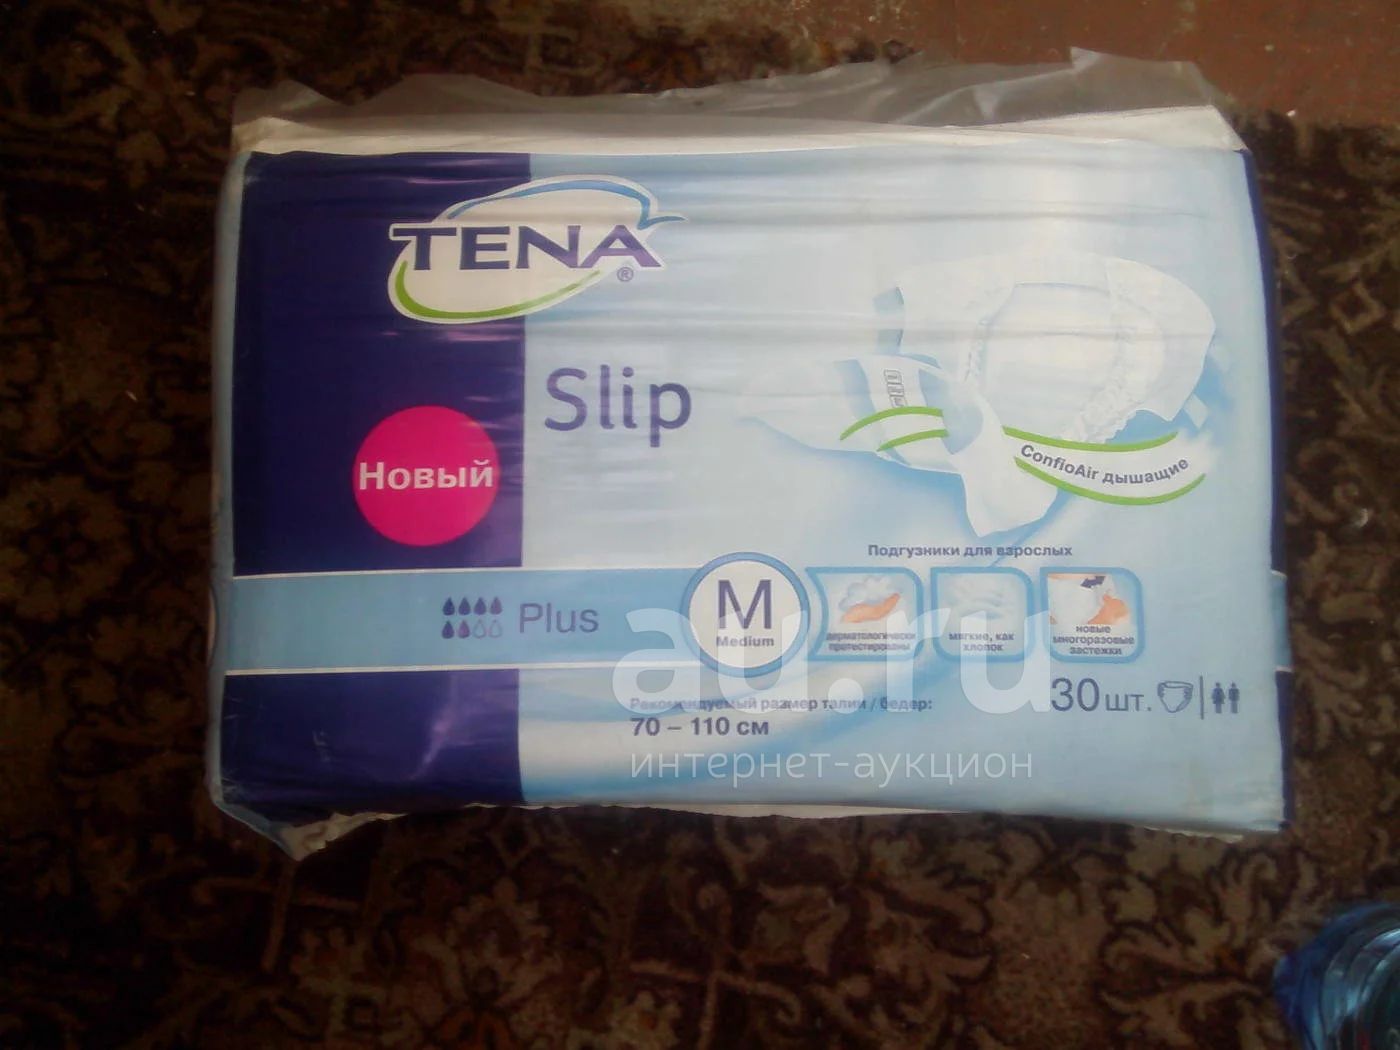 TENA®
Slip
Новый
ConfioAir дышащие
Подгузники для взрослых
Plus
M
Medium
дерматологически
протестированы
мягкие, как
хлопок
новые
многоразовые
застежки
Рекомендуемый размер талии / бедер:
70 – 110 см
30 шт.
au.ru
интернет-аукцион